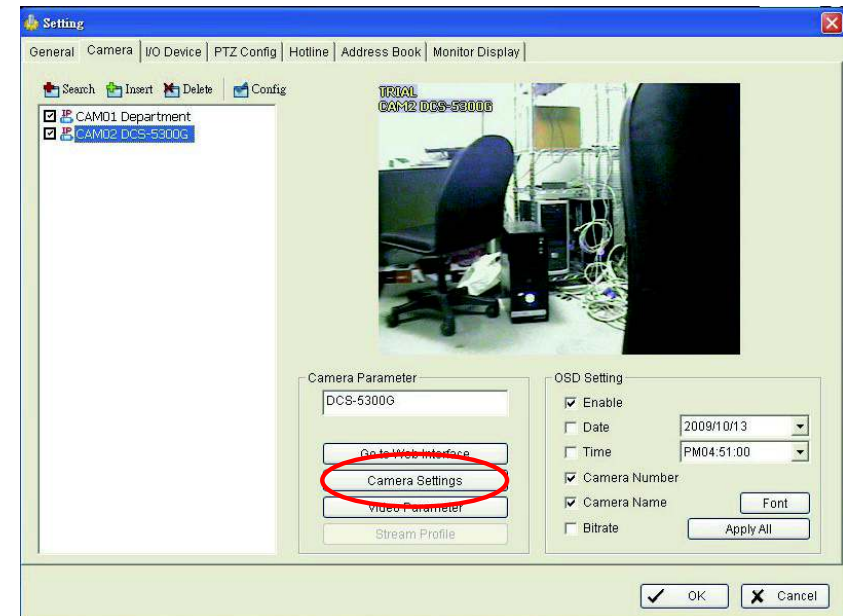 Setting
General Camera I/O Device PTZ Config Hotline Address Book Monitor Display
Search Insert Delete Config
IP CAM01 Department
IP CAM02 DCS-5300G
TRIAL
CAM2 DCS-5300G
Camera Parameter
DCS-5300G
Go to Web Interface
Camera Settings
Video Parameter
Stream Profile
OSD Setting
Enable
Date 2009/10/13
Time PM04:51:00
Camera Number
Camera Name Font
Bitrate Apply All
OK Cancel